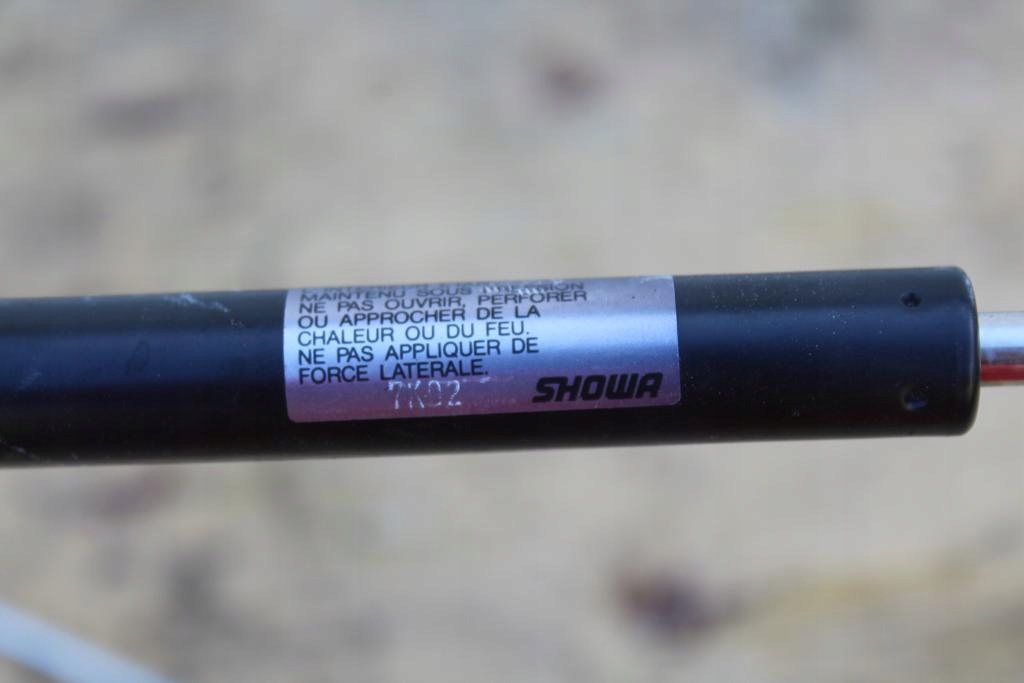 MAINTENU SOUS PRESSION
NE PAS OUVRIR, PERFORER
OU APPROCHER DE LA
CHALEUR OU DU FEU.
NE PAS APPLIQUER DE
FORCE LATERALE.
7K02
SHOWA